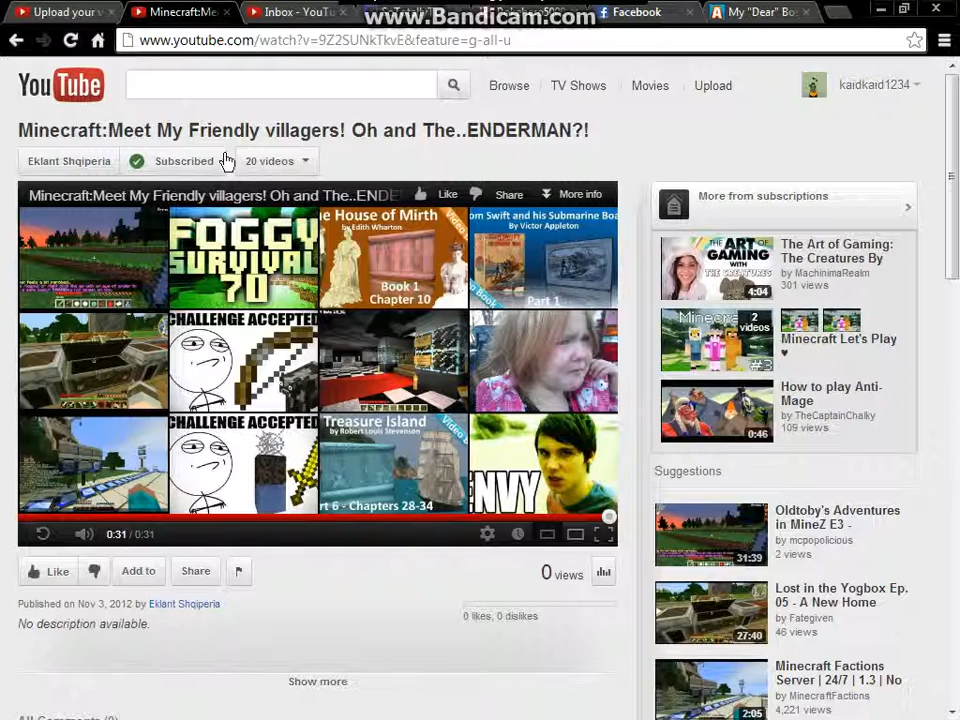 www.Bandicam.com
Upload your v
Minecraft:Me
Inbox - YouTu
Facebook
My "Dear" Bo
www.youtube.com/watch?v=9Z2SUNkTkvE&feature=g-all-u
YouTube
Browse
TV Shows
Movies
Upload
kaidkaid1234
Minecraft:Meet My Friendly villagers! Oh and The..ENDERMAN?!
Eklant Shqiperia
Subscribed
20 videos
Minecraft:Meet My Friendly villagers! Oh and The..ENDE
Like
Share
More info
FOGGY
SURVIVAL
70
he House of Mirth
by Edith Wharton
Book 1
Chapter 10
om Swift and his Submarine Boa
by Victor Appleton
Part 1
CHALLENGE ACCEPTED
CHALLENGE ACCEPTED
Treasure Island
by Robert Louis Stevenson
rt 6 - Chapters 28-34
NVY
0:31 / 0:31
Like
Add to
Share
0 views
Published on Nov 3, 2012 by Eklant Shqiperia
0 likes, 0 dislikes
No description available.
Show more
All Comments (0)
More from subscriptions
THE ART OF
GAMING
WITH
THE CREATURES
4:04
The Art of Gaming:
The Creatures By
by MachinimaRealm
301 views
Minecra
2
videos
#3
Minecraft Let's Play
♥
0:46
How to play Anti-
Mage
by TheCaptainChalky
109 views
Suggestions
31:39
Oldtoby's Adventures
in MineZ E3 -
by mcpopolicious
2 views
27:40
Lost in the Yogbox Ep.
05 - A New Home
by Fategiven
46 views
2:05
Minecraft Factions
Server | 24/7 | 1.3 | No
by MinecraftFactions
4,221 views